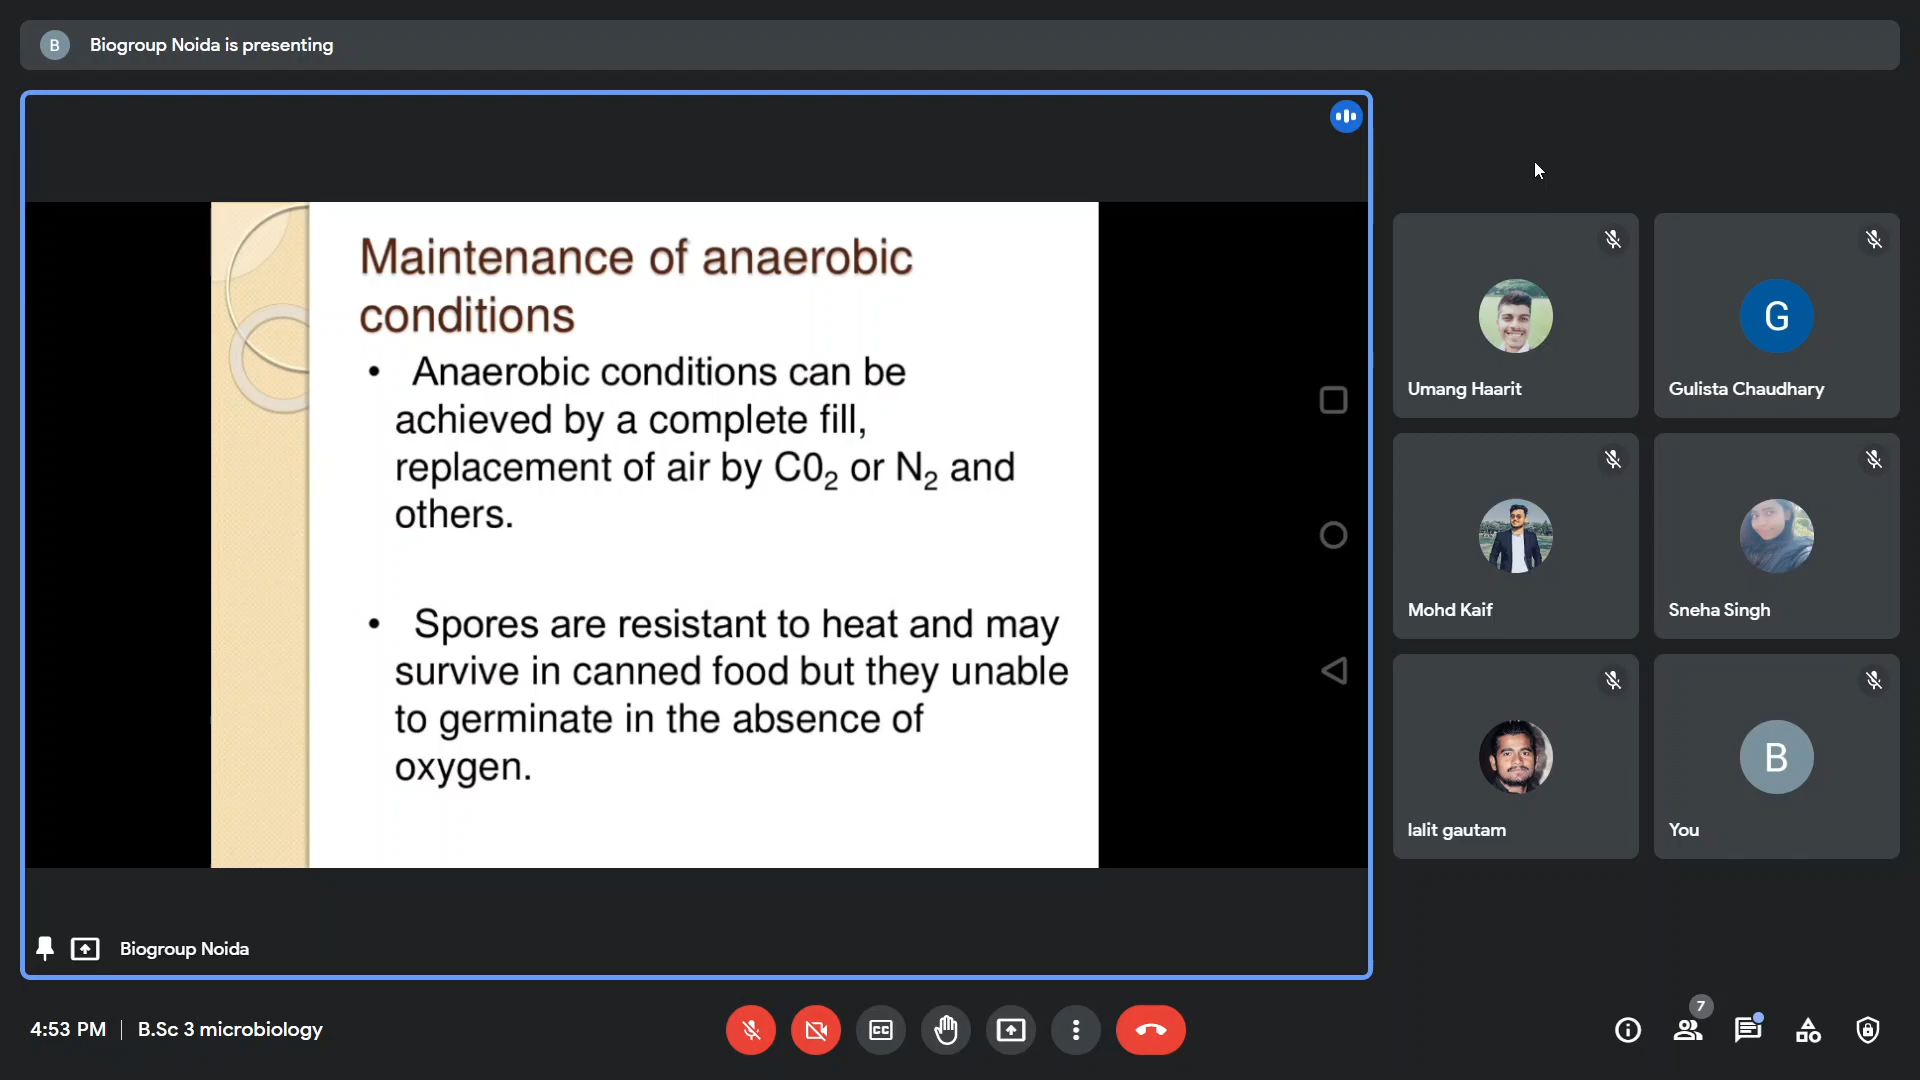 B
Biogroup Noida is presenting
Maintenance of anaerobic
conditions
• Anaerobic conditions can be
achieved by a complete fill,
replacement of air by C0₂ or N₂ and
others.
• Spores are resistant to heat and may
survive in canned food but they unable
to germinate in the absence of
oxygen.
Biogroup Noida
Umang Haarit
G
Gulista Chaudhary
Mohd Kaif
Sneha Singh
lalit gautam
B
You
4:53 PM | B.Sc 3 microbiology
CC
7